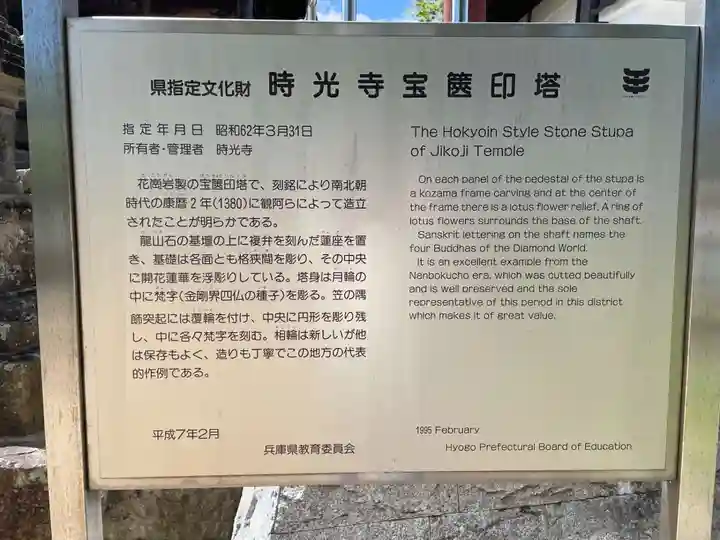 県指定文化財 時光寺宝篋印塔
指定年月日 昭和62年3月31日
所有者・管理者 時光寺
花崗岩製の宝篋印塔で、刻銘により南北朝
時代の康暦2年(1380)に観阿らによって造立
されたことが明らかである。
龍山石の基壇の上に複弁を刻んだ蓮座を置
き、基礎は各面とも格狭間を彫り、その中央
に開花蓮華を浮彫りしている。塔身は月輪の
中に梵字(金剛界四仏の種子)を彫る。笠の隅
飾突起には覆輪を付け、中央に円形を彫り残
し、中に各々梵字を刻む。相輪は新しいが他
は保存もよく、造りも丁寧でこの地方の代表
的作例である。
平成7年2月
兵庫県教育委員会
The Hokyoin Style Stone Stupa
of Jikoji Temple
On each panel of the pedestal of the stupa is
a kozama frame carving and at the center of
the frame there is a lotus flower relief. A ring of
lotus flowers surrounds the base of the shaft.
Sanskrit lettering on the shaft names the
four Buddhas of the Diamond World.
It is an excellent example from the
Nanbokucho era, which was cutted beautifully
and is well preserved and the sole
representative of this period in this district
which makes it of great value.
1995 February
Hyogo Prefectural Board of Education